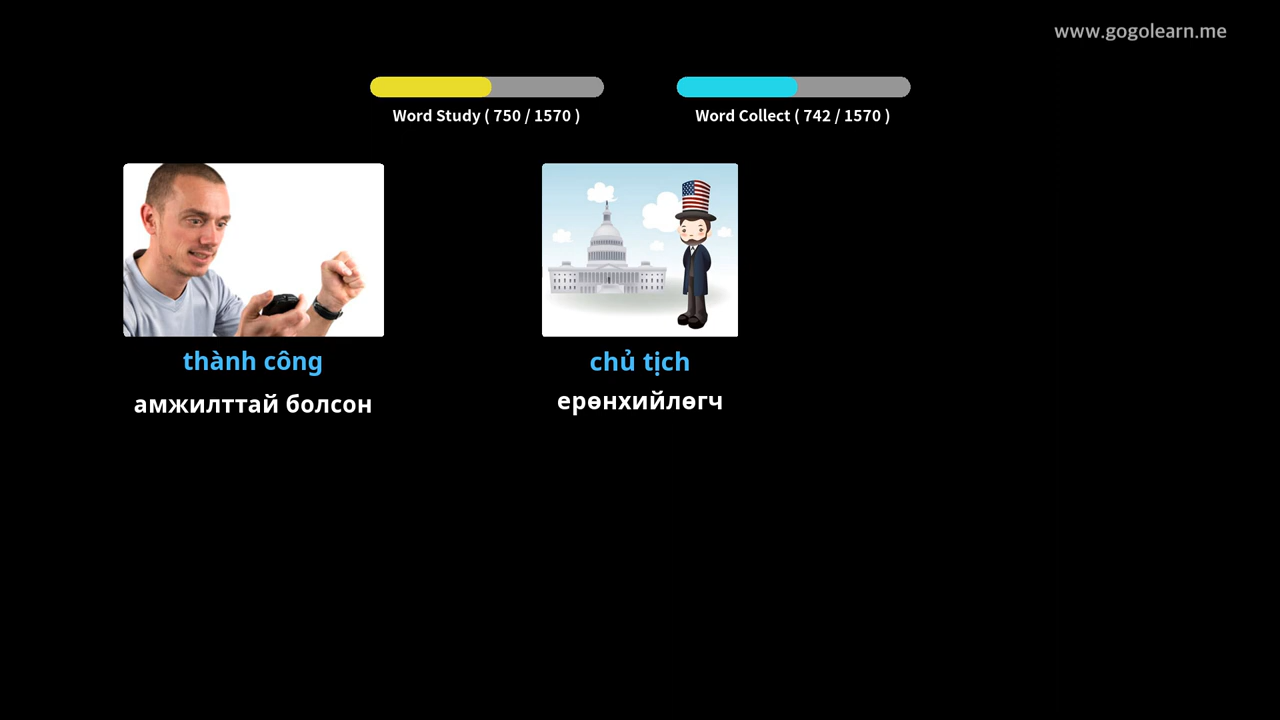 www.gogolearn.me
Word Study ( 750 / 1570 )
Word Collect ( 742 / 1570 )
thành công
амжилттай болсон
chủ tịch
ерөнхийлөгч